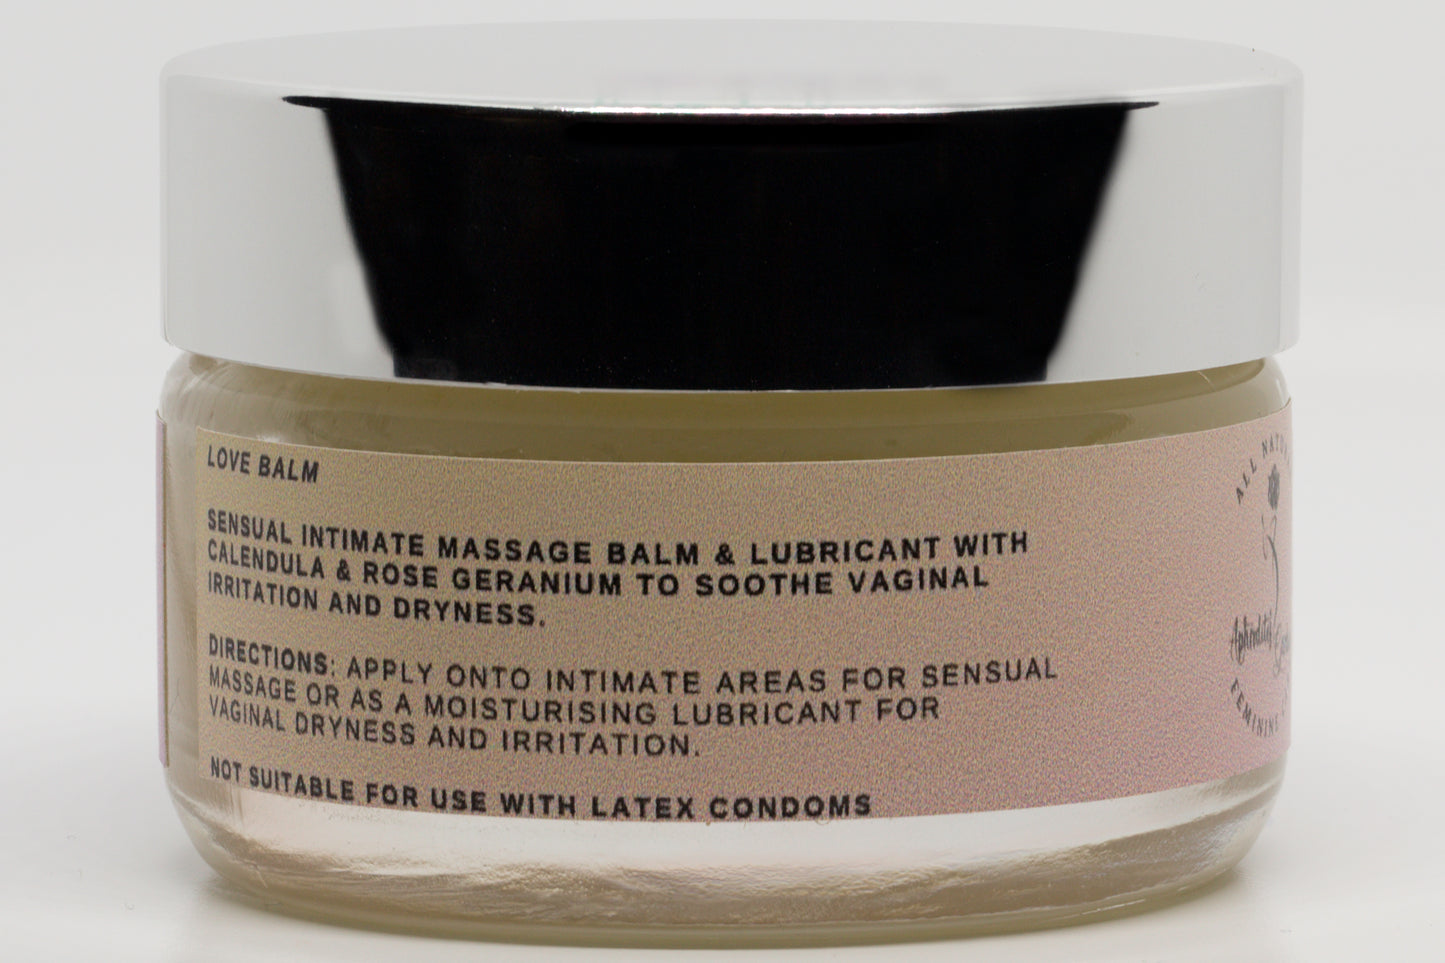 LOVE BALM
SENSUAL INTIMATE MASSAGE BALM & LUBRICANT WITH
CALENDULA & ROSE GERANIUM TO SOOTHE VAGINAL
IRRITATION AND DRYNESS.
DIRECTIONS: APPLY ONTO INTIMATE AREAS FOR SENSUAL
MASSAGE OR AS A MOISTURISING LUBRICANT FOR
VAGINAL DRYNESS AND IRRITATION.
NOT SUITABLE FOR USE WITH LATEX CONDOMS
ALL
FEMININE